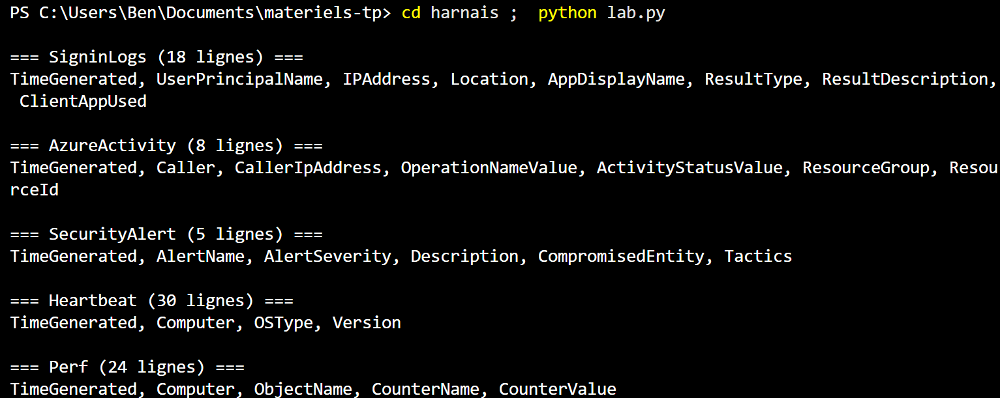 PS C:\Users\Ben\Documents\materiels-tp> cd harnais ;  python lab.py
=== SigninLogs (18 lignes) ===
TimeGenerated, UserPrincipalName, IPAddress, Location, AppDisplayName, ResultType, ResultDescription,
 ClientAppUsed
=== AzureActivity (8 lignes) ===
TimeGenerated, Caller, CallerIpAddress, OperationNameValue, ActivityStatusValue, ResourceGroup, Resou
rceId
=== SecurityAlert (5 lignes) ===
TimeGenerated, AlertName, AlertSeverity, Description, CompromisedEntity, Tactics
=== Heartbeat (30 lignes) ===
TimeGenerated, Computer, OSType, Version
=== Perf (24 lignes) ===
TimeGenerated, Computer, ObjectName, CounterName, CounterValue